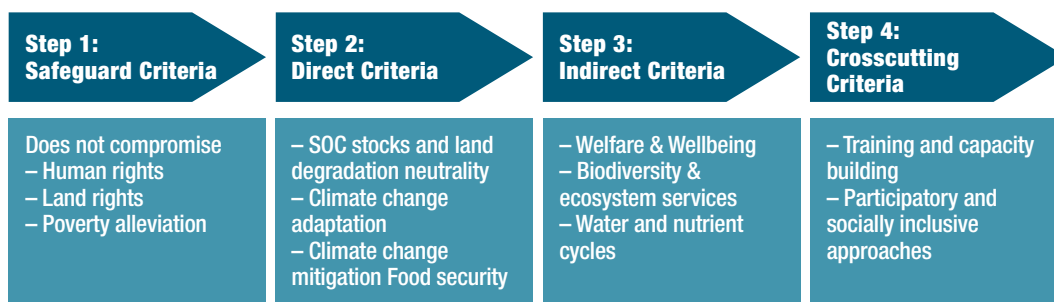 Step 1:
Safeguard Criteria
Does not compromise
– Human rights
– Land rights
– Poverty alleviation
Step 2:
Direct Criteria
– SOC stocks and land
degradation neutrality
– Climate change
adaptation
– Climate change
mitigation Food security
Step 3:
Indirect Criteria
– Welfare & Wellbeing
– Biodiversity &
ecosystem services
– Water and nutrient
cycles
Step 4:
Crosscutting
Criteria
– Training and capacity
building
– Participatory and
socially inclusive
approaches